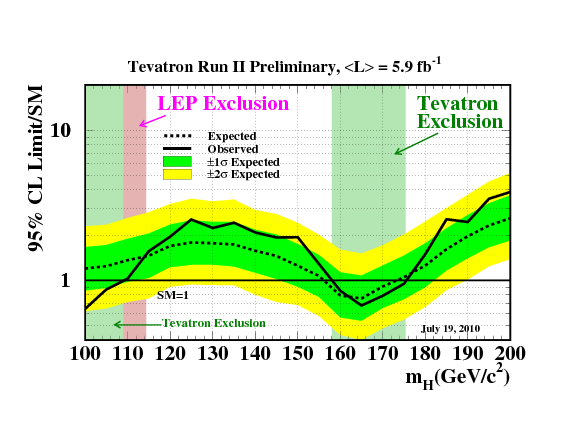 Tevatron Run II Preliminary, <L> = 5.9 fb-1
95% CL Limit/SM
LEP Exclusion
Tevatron
Exclusion
10
Expected
Observed
±1σ Expected
±2σ Expected
1
SM=1
Tevatron Exclusion
July 19, 2010
100 110 120 130 140 150 160 170 180 190 200
mH(GeV/c2)